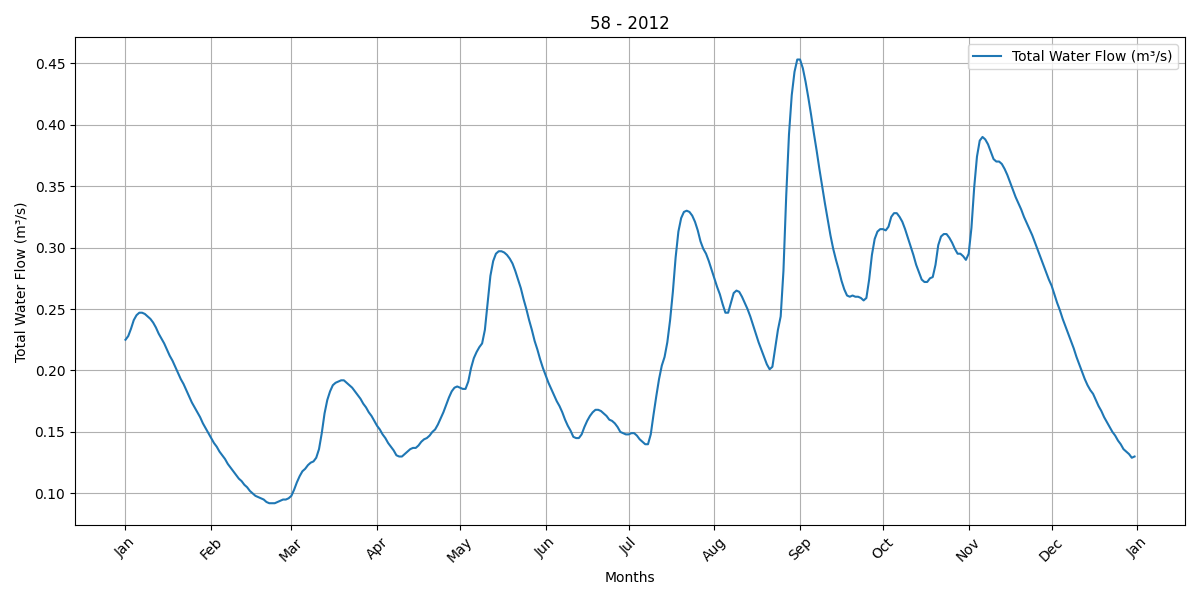 58 - 2012
Total Water Flow (m³/s)
Total Water Flow (m³/s)
0.45
0.40
0.35
0.30
0.25
0.20
0.15
0.10
Jan
Feb
Mar
Apr
May
Jun
Jul
Aug
Sep
Oct
Nov
Dec
Jan
Months